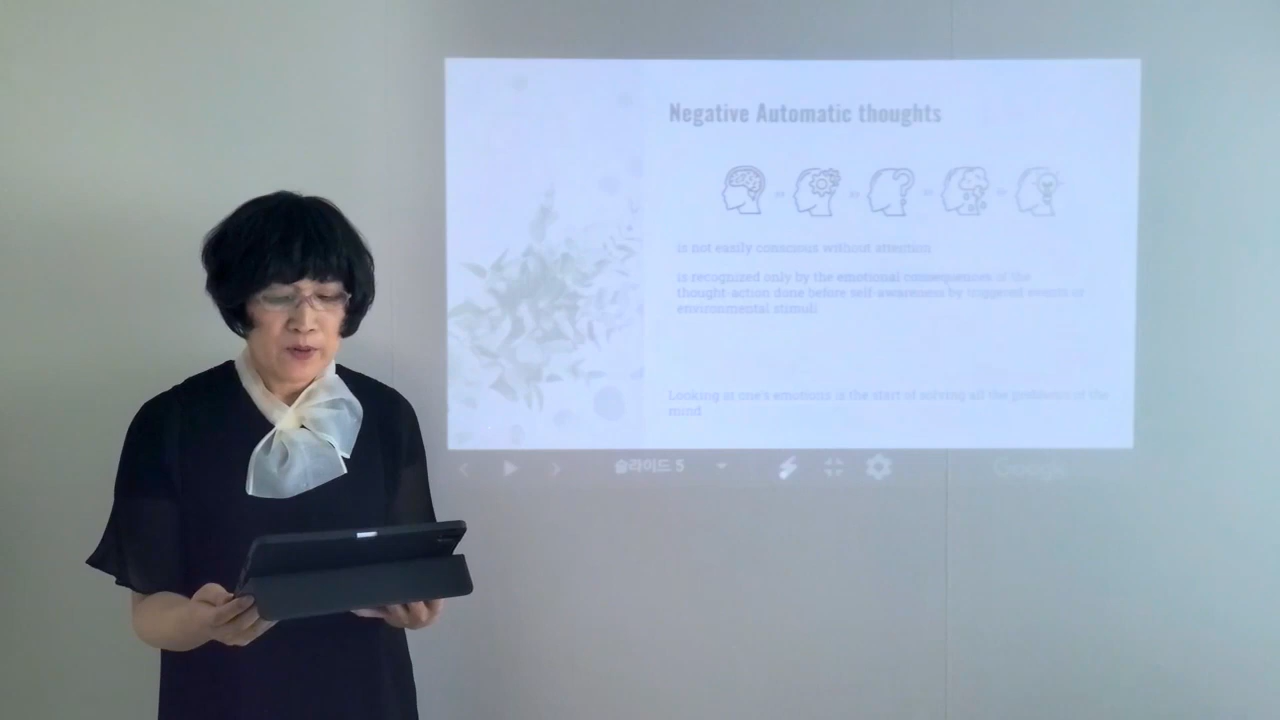 Negative Automatic thoughts
is not easily conscious without attention
is recognized only by the emotional consequences of the
thought-action done before self-awareness by triggered events or
environmental stimuli
Looking at one's emotions is the start of solving all the problems of the
mind
슬라이드 5
Google